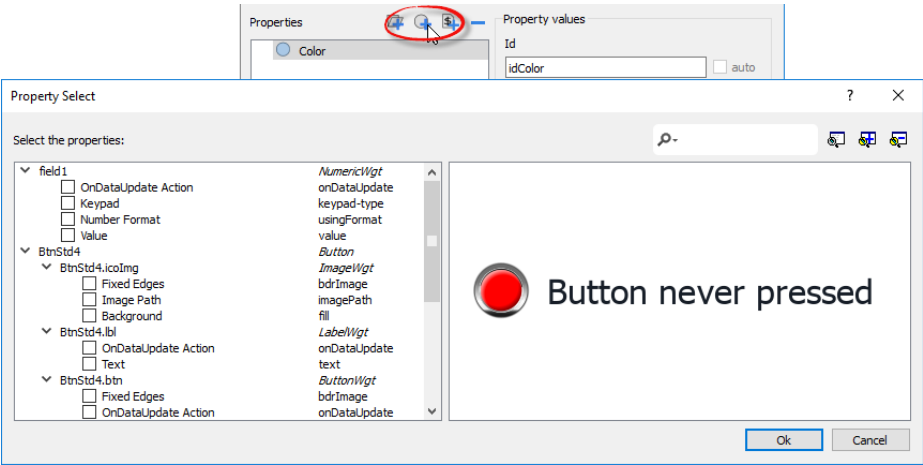 Properties
Property values
Color
Id
idColor
auto
Property Select
?
Select the properties:
field1 NumericWgt
OnDataUpdate Action onDataUpdate
Keypad keypad-type
Number Format usingFormat
Value value
BtnStd4 Button
BtnStd4.icoImg ImageWgt
Fixed Edges bdrImage
Image Path imagePath
Background fill
BtnStd4.lbl LabelWgt
OnDataUpdate Action onDataUpdate
Text text
BtnStd4.btn ButtonWgt
Fixed Edges bdrImage
OnDataUpdate Action onDataUpdate
Button never pressed
Ok
Cancel